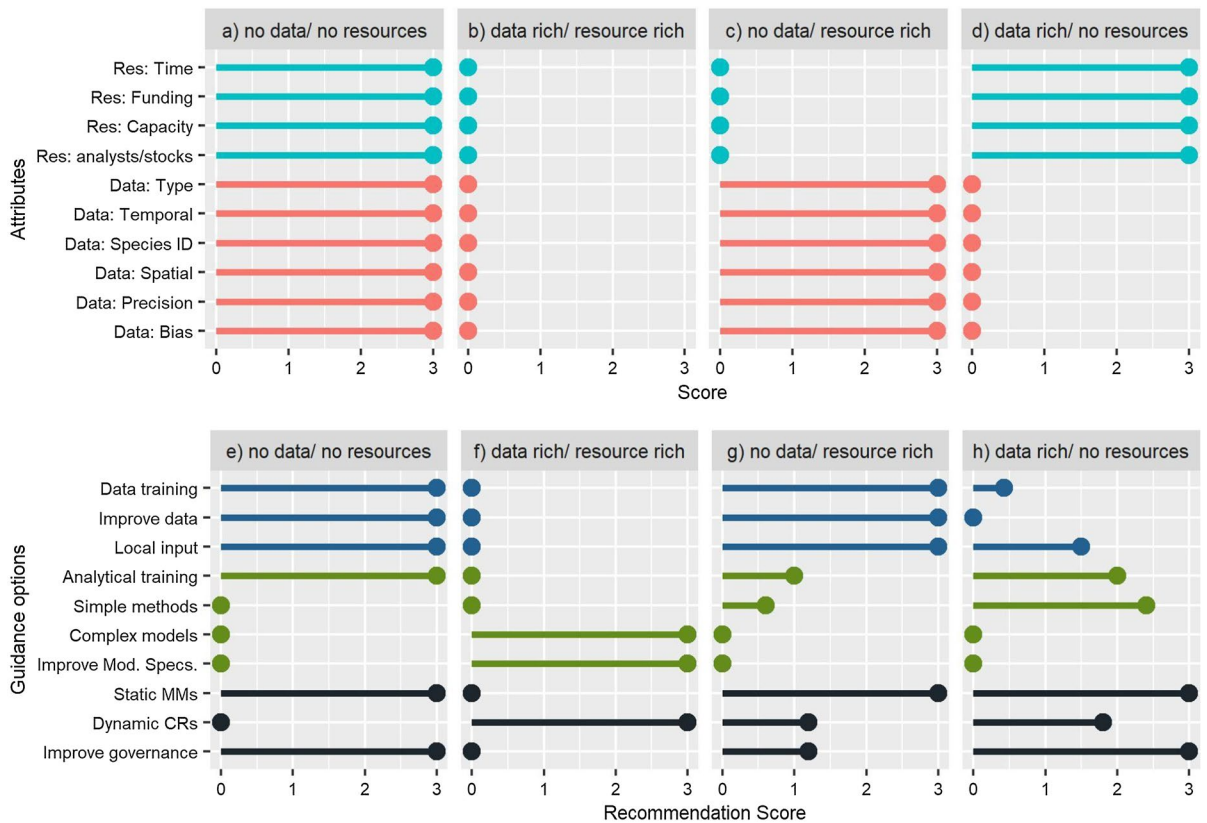 a) no data/ no resources
b) data rich/ resource rich
c) no data/ resource rich
d) data rich/ no resources
Attributes
Res: Time
Res: Funding
Res: Capacity
Res: analysts/stocks
Data: Type
Data: Temporal
Data: Species ID
Data: Spatial
Data: Precision
Data: Bias
0 1 2 3 0 1 2 3 0 1 2 3 0 1 2 3
Score
e) no data/ no resources
f) data rich/ resource rich
g) no data/ resource rich
h) data rich/ no resources
Guidance options
Data training
Improve data
Local input
Analytical training
Simple methods
Complex models
Improve Mod. Specs.
Static MMs
Dynamic CRs
Improve governance
0 1 2 3 0 1 2 3 0 1 2 3 0 1 2 3
Recommendation Score